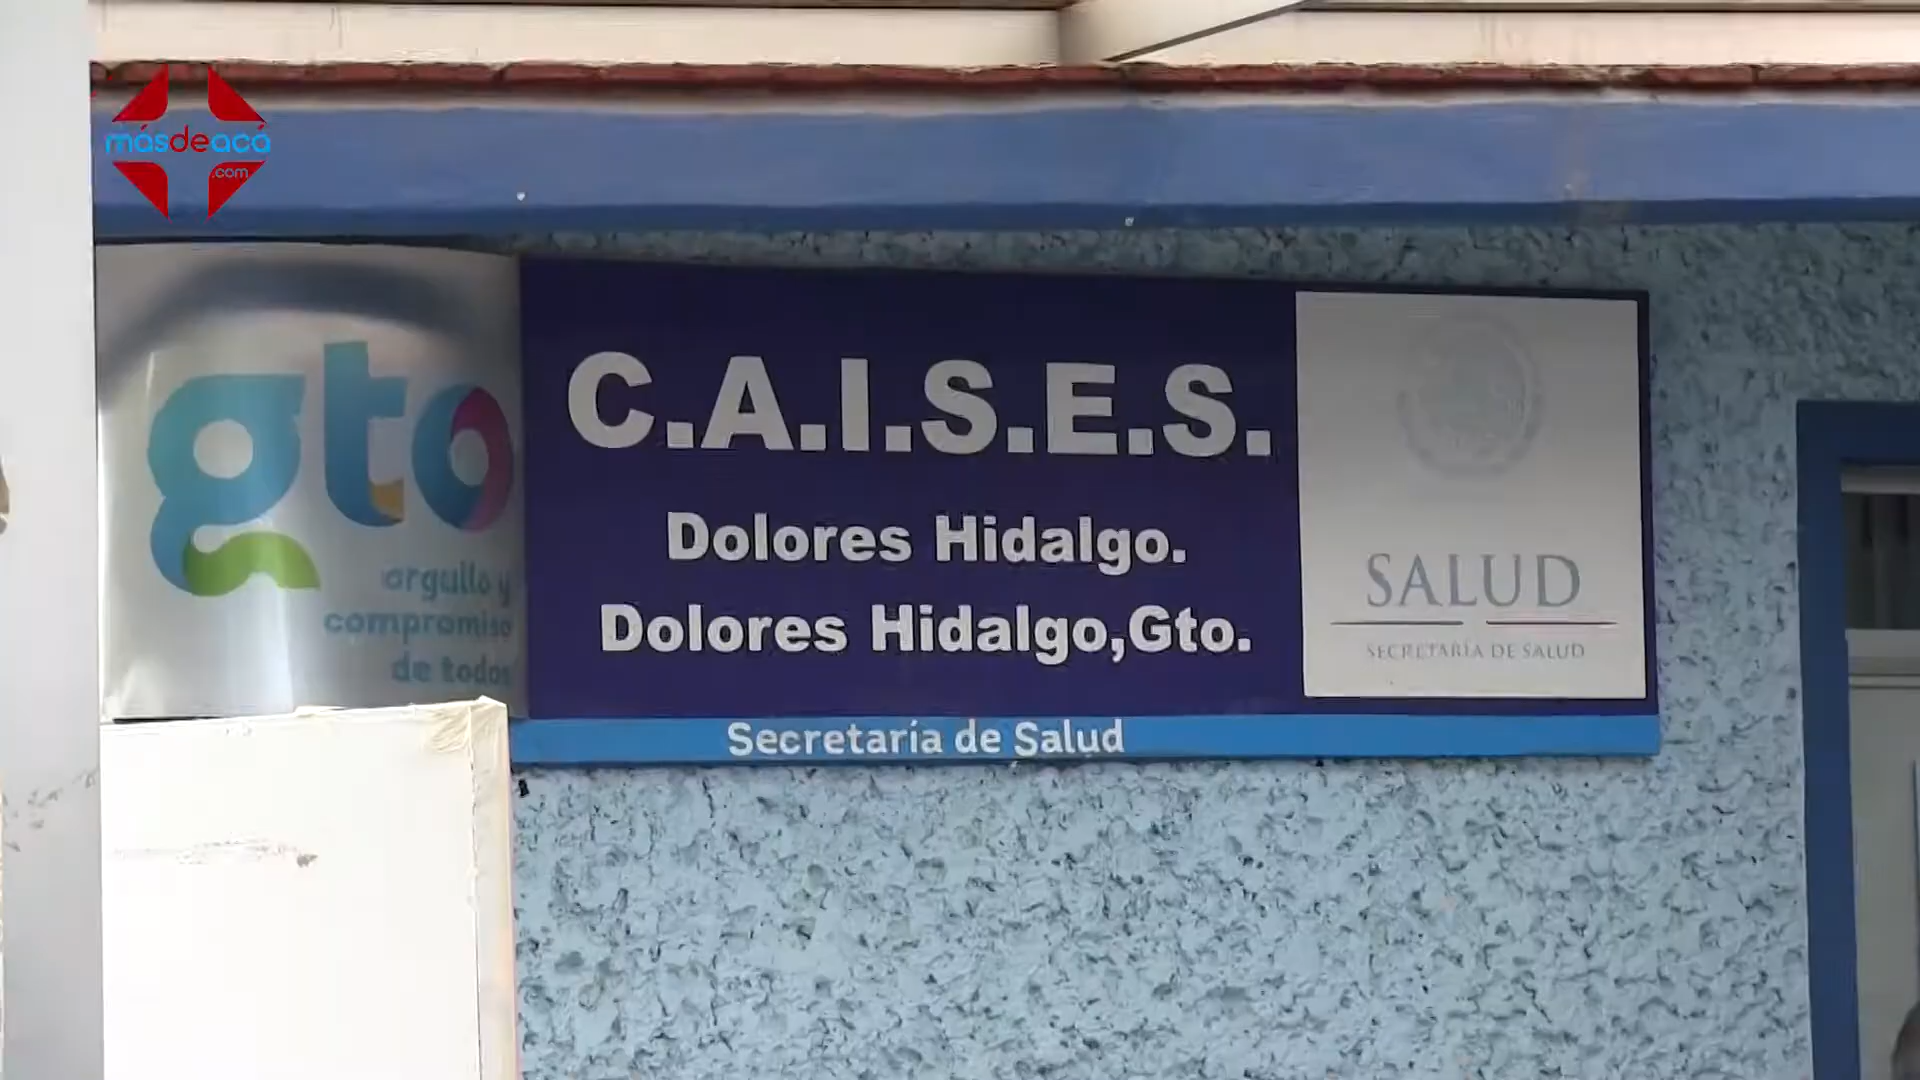 másdeacá
.com
gto
orgullo y
compromiso
de todos
C.A.I.S.E.S.
Dolores Hidalgo.
Dolores Hidalgo,Gto.
SALUD
SECRETARÍA DE SALUD
Secretaría de Salud